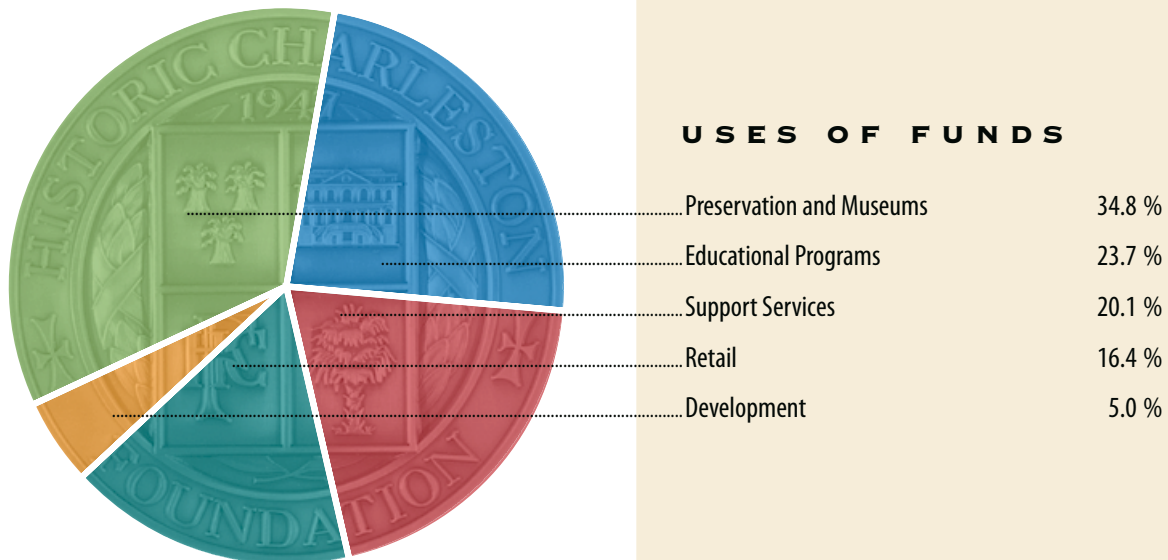 HISTORIC CHARLESTON
1947
FOUNDATION
USES OF FUNDS
Preservation and Museums 34.8 %
Educational Programs 23.7 %
Support Services 20.1 %
Retail 16.4 %
Development 5.0 %